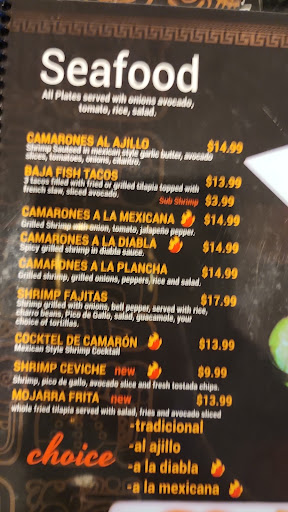 Seafood
All Plates served wih onions avocado,
tomato, rice, salad.
CAMARONES AL AJILLO $14.99
Shrimp Sauteed in mexican style garlic butter, avocado
slices, tomatoes, onions, cilantro.
BAJA FISH TACOS $13.99
3 tacos filled with fried or grilled tilapia topped with
french slaw, sliced avocado. Sub Shrimp $3.99
CAMARONES A LA MEXICANA $14.99
Grilled Shrimp with onion, tomato, jalapeño pepper.
CAMARONES A LA DIABLA $14.99
Spicy grilled shrimp in diabla sauce.
CAMARONES A LA PLANCHA $14.99
Grilled shrimp, grilled onions, peppers, rice and salad.
SHRIMP FAJITAS $17.99
Shrimp grilled with onions, bell pepper, served with rice,
charro beans, Pico de Gallo, salad, guacamole, your
choice of tortillas.
COCKTEL DE CAMARÓN $13.99
Mexican Style Shrimp Cocktail
SHRIMP CEVICHE new $9.99
Shrimp, pico de gallo, avocado slice and fresh tostada chips.
MOJARRA FRITA new $13.99
whole fried tilapia served with salad, fries and avocado sliced
choice
-tradicional
-al ajillo
-a la diabla
-a la mexicana